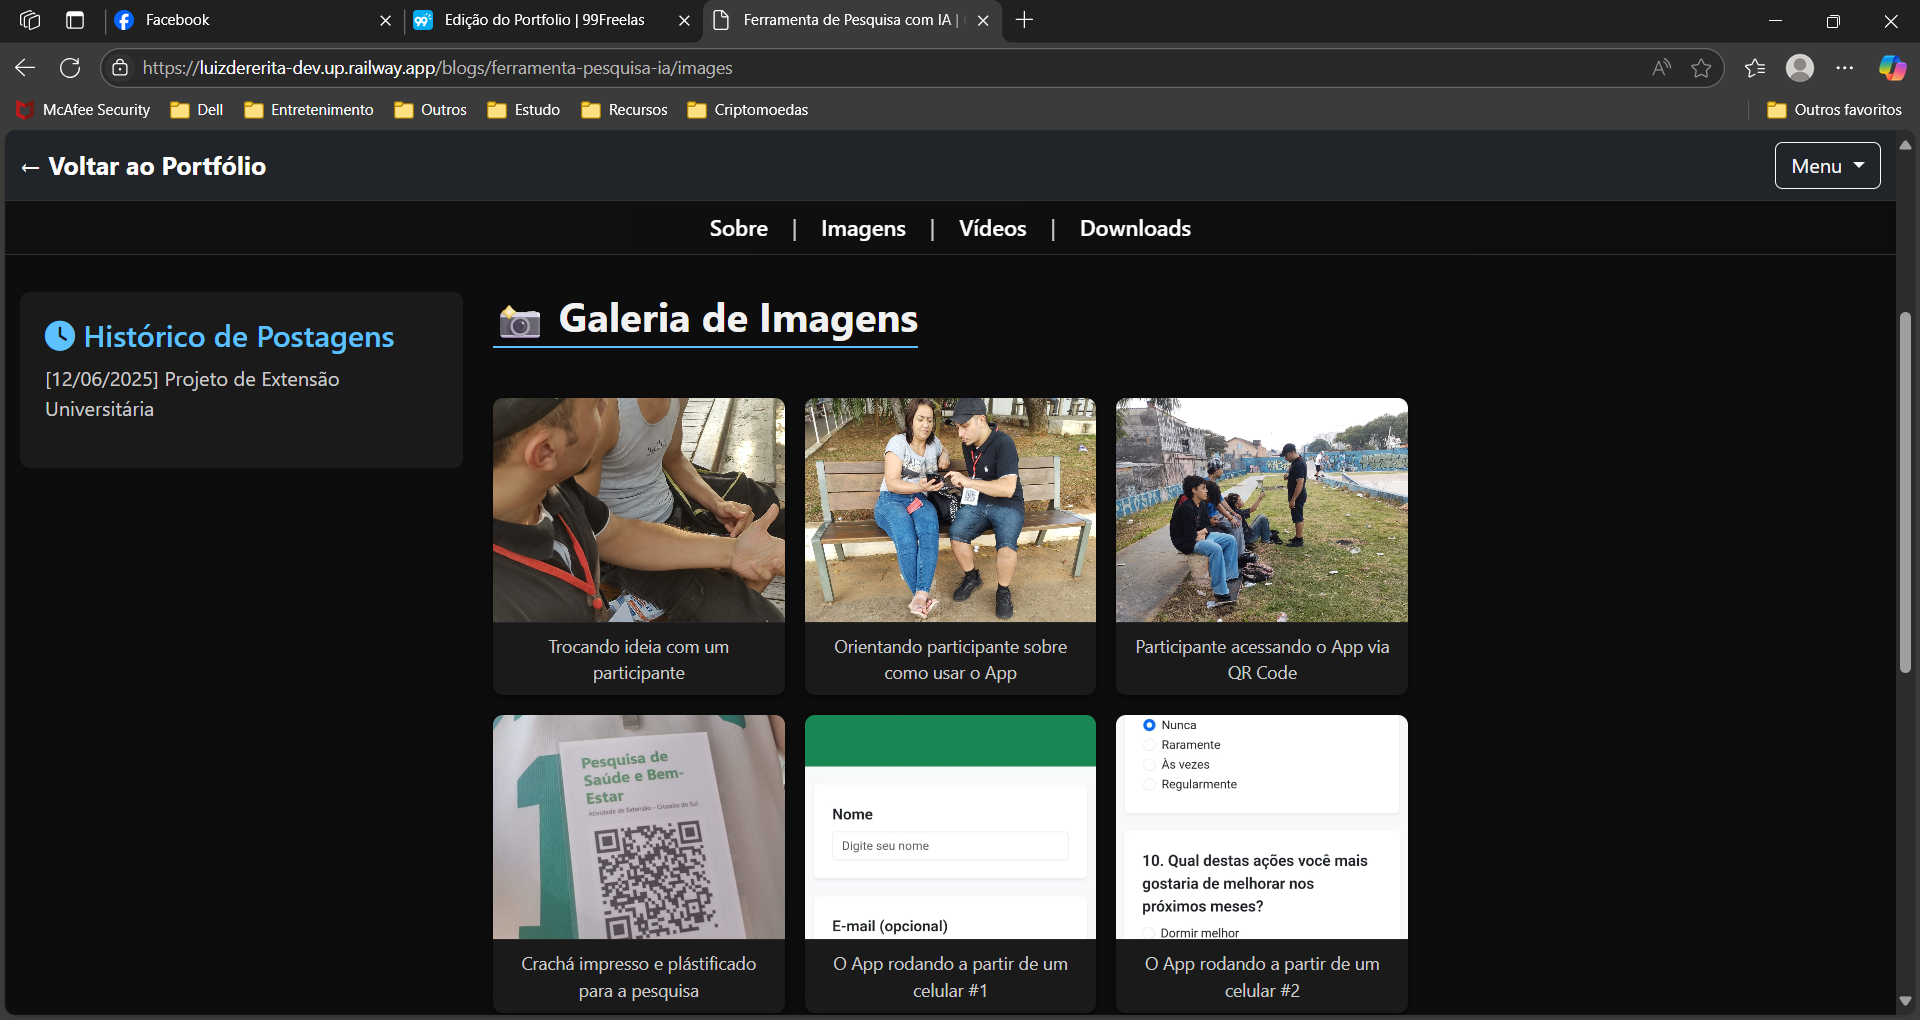 Facebook
Edição do Portfolio | 99Freelas
Ferramenta de Pesquisa com IA |
https://luizdererita-dev.up.railway.app/blogs/ferramenta-pesquisa-ia/images
McAfee Security
Dell
Entretenimento
Outros
Estudo
Recursos
Criptomoedas
Outros favoritos
← Voltar ao Portfólio
Menu
Sobre | Imagens | Vídeos | Downloads
Histórico de Postagens
[12/06/2025] Projeto de Extensão
Universitária
Galeria de Imagens
Trocando ideia com um
participante
Orientando participante sobre
como usar o App
Participante acessando o App via
QR Code
Pesquisa de
Saúde e Bem-
Estar
Atividade de Extensão - Cruzeiro do Sul
Crachá impresso e plástificado
para a pesquisa
Nome
Digite seu nome
E-mail (opcional)
O App rodando a partir de um
celular #1
Nunca
Raramente
Às vezes
Regularmente
10. Qual destas ações você mais
gostaria de melhorar nos
próximos meses?
Dormir melhor
O App rodando a partir de um
celular #2